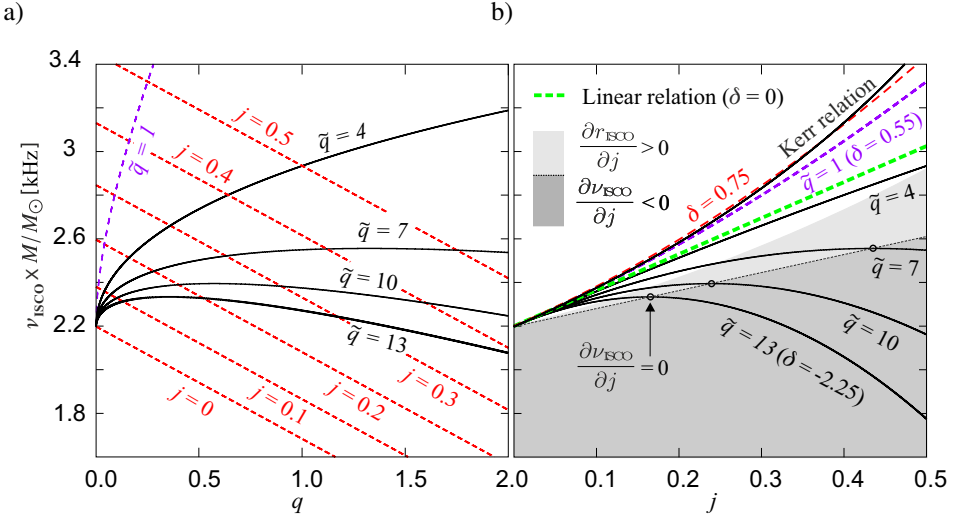 a)
b)
3.4
3
2.6
2.2
1.8
ν_ISCO x M/M⊙ [kHz]
0.0
0.5
1.0
1.5
2.0
q
q̃ = 1
q̃ = 4
q̃ = 7
q̃ = 10
q̃ = 13
j = 0.5
j = 0.4
j = 0.3
j = 0.2
j = 0.1
j = 0
Linear relation (δ = 0)
∂r_ISCO/∂j > 0
∂ν_ISCO/∂j < 0
Kerr relation
δ = 0.75
q̃ = 1 (δ = 0.55)
q̃ = 4
q̃ = 7
q̃ = 10
q̃ = 13 (δ = -2.25)
∂ν_ISCO/∂j = 0
0.0
0.1
0.2
0.3
0.4
0.5
j